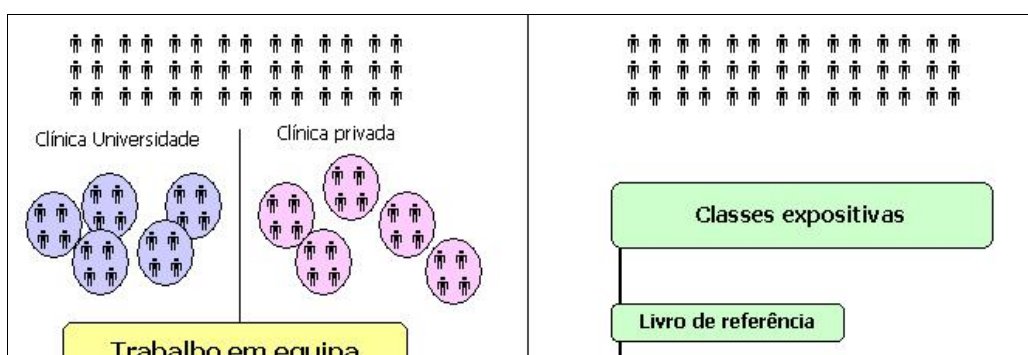 Clínica Universidade
Clínica privada
Trabalho em equipa
Classes expositivas
Livro de referência